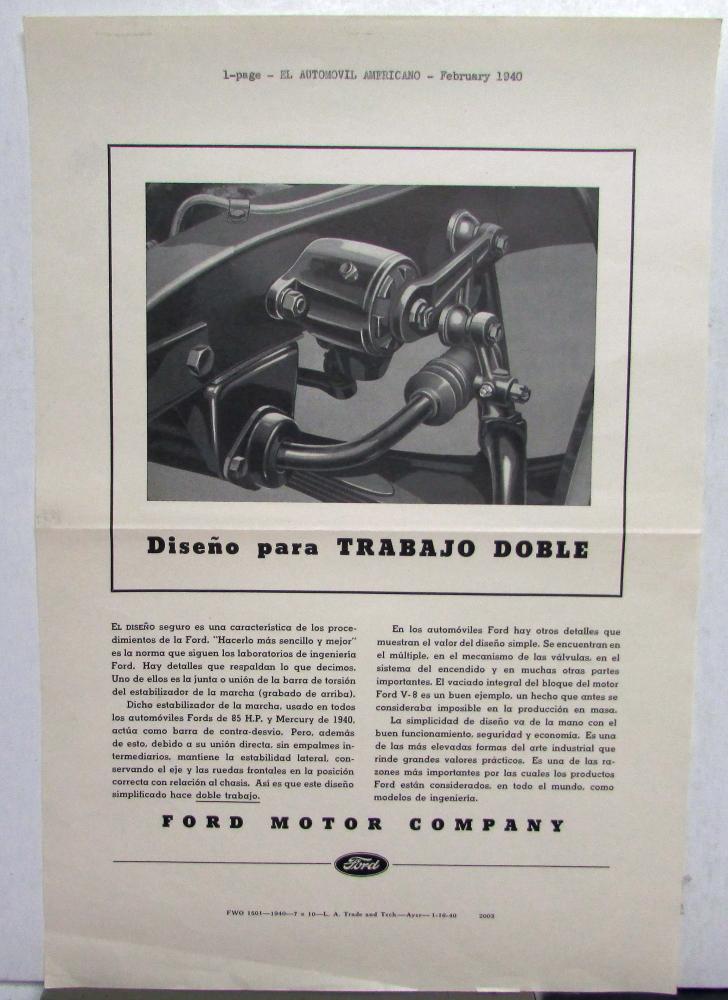 1-page - EL AUTOMOVIL AMERICANO - February 1940
Diseño para TRABAJO DOBLE
EL DISEÑO seguro es una característica de los proce-
dimientos de la Ford. "Hacerlo más sencillo y mejor"
es la norma que siguen los laboratorios de ingeniería
Ford. Hay detalles que respaldan lo que decimos.
Uno de ellos es la junta o unión de la barra de torsión
del estabilizador de la marcha (grabado de arriba).
Dicho estabilizador de la marcha, usado en todos
los automóviles Fords de 85 H.P. y Mercury de 1940,
actúa como barra de contra-desvío. Pero, además
de esto, debido a su unión directa, sin empalmes in-
termediarios, mantiene la estabilidad lateral, con-
servando el eje y las ruedas frontales en la posición
correcta con relación al chasis. Así es que este diseño
simplificado hace doble trabajo.
En los automóviles Ford hay otros detalles que
muestran el valor del diseño simple. Se encuentran en
el múltiple, en el mecanismo de las válvulas, en el
sistema del encendido y en muchas otras partes
importantes. El vaciado integral del bloque del motor
Ford V-8 es un buen ejemplo, un hecho que antes se
consideraba imposible en la producción en masa.
La simplicidad de diseño va de la mano con el
buen funcionamiento, seguridad y economía. Es una
de las más elevadas formas del arte industrial que
rinde grandes valores prácticos. Es una de las ra-
zones más importantes por las cuales los productos
Ford están considerados, en todo el mundo, como
modelos de ingeniería.
FORD MOTOR COMPANY
Ford
FWO 1501—1940—7 x 10—L. A. Trade and Tech—Ayer—1-16-40 2003